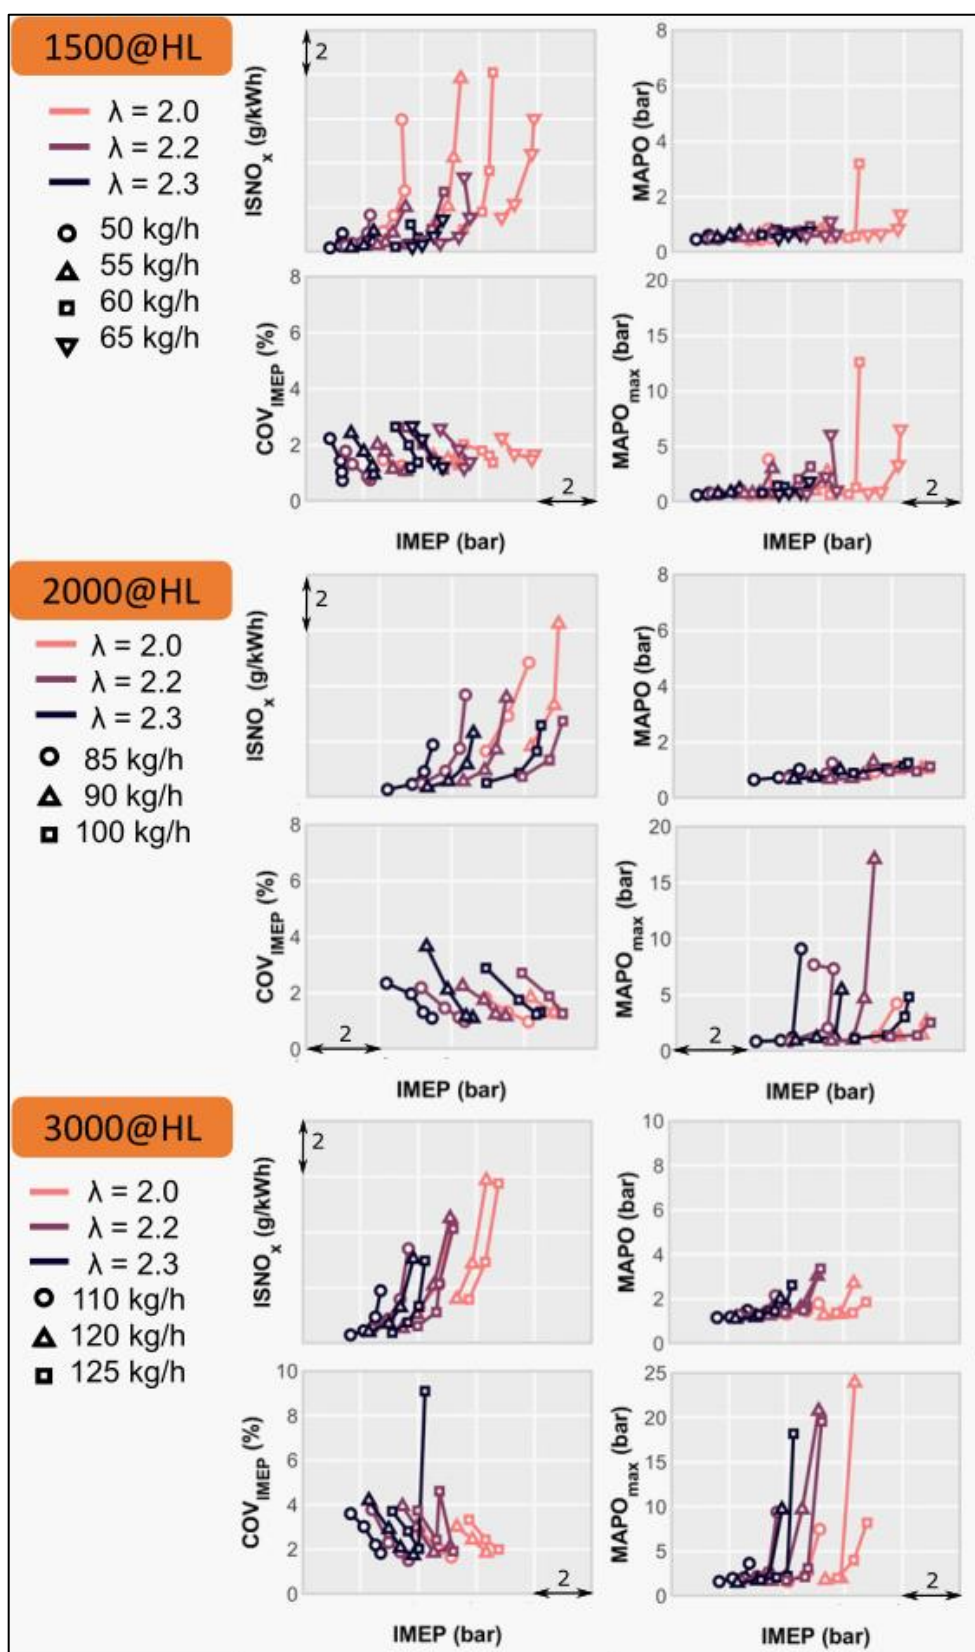 1500@HL
λ = 2.0
λ = 2.2
λ = 2.3
50 kg/h
55 kg/h
60 kg/h
65 kg/h
ISNOx (g/kWh)
2
MAPO (bar)
8
6
4
2
0
COVIMEP (%)
8
6
4
2
0
2
IMEP (bar)
MAPOmax (bar)
20
15
10
5
0
2
IMEP (bar)
2000@HL
λ = 2.0
λ = 2.2
λ = 2.3
85 kg/h
90 kg/h
100 kg/h
ISNOx (g/kWh)
2
MAPO (bar)
8
6
4
2
0
COVIMEP (%)
8
6
4
2
0
2
IMEP (bar)
MAPOmax (bar)
20
15
10
5
0
2
IMEP (bar)
3000@HL
λ = 2.0
λ = 2.2
λ = 2.3
110 kg/h
120 kg/h
125 kg/h
ISNOx (g/kWh)
2
MAPO (bar)
10
8
6
4
2
0
COVIMEP (%)
10
8
6
4
2
0
2
IMEP (bar)
MAPOmax (bar)
25
20
15
10
5
0
2
IMEP (bar)